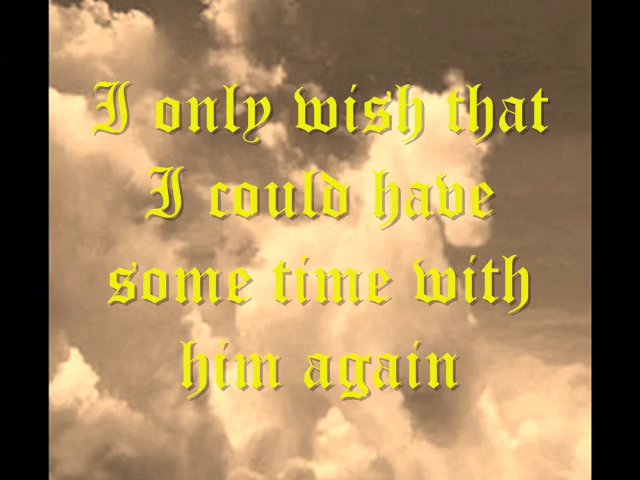 I only wish that
I could have
some time with
him again